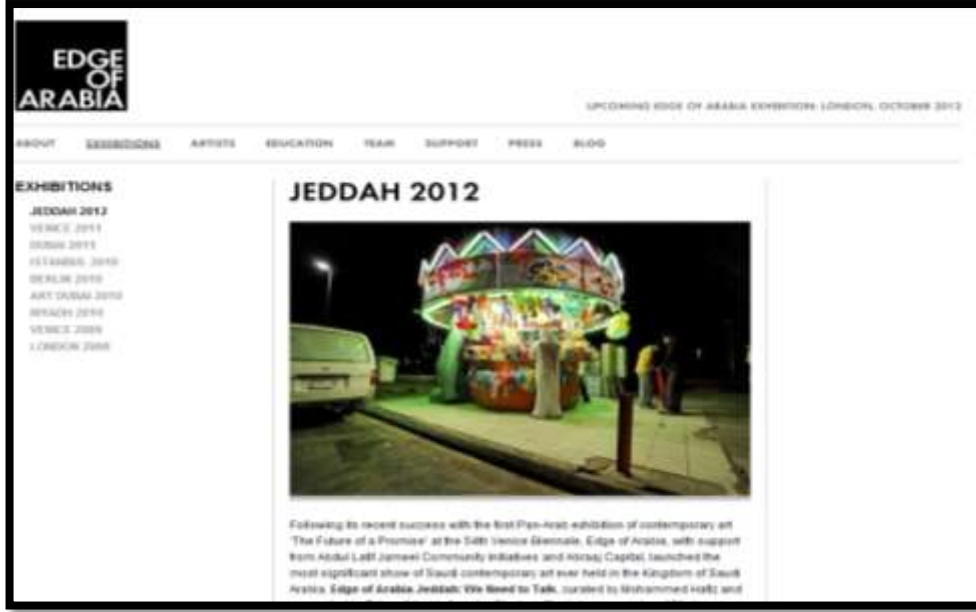 EDGE
OF
ARABIA
UPCOMING EDGE OF ARABIA EXHIBITION: LONDON, OCTOBER 2012
ABOUT EXHIBITIONS ARTISTS EDUCATION TEAM SUPPORT PRESS BLOG
EXHIBITIONS
JEDDAH 2012
VENICE 2011
DUBAI 2011
ISTANBUL 2010
BERLIN 2010
ART DUBAI 2010
RIYADH 2010
VENICE 2009
LONDON 2008
JEDDAH 2012
Following its recent success with the first Pan-Arab exhibition of contemporary art
'The Future of a Promise' at the 54th Venice Biennale, Edge of Arabia, with support
from Abdul Latif Jameel Community Initiatives and Abraaj Capital, launched the
most significant show of Saudi contemporary art ever held in the Kingdom of Saudi
Arabia. Edge of Arabia Jeddah: We Need to Talk, curated by Mohammed Hafiz and